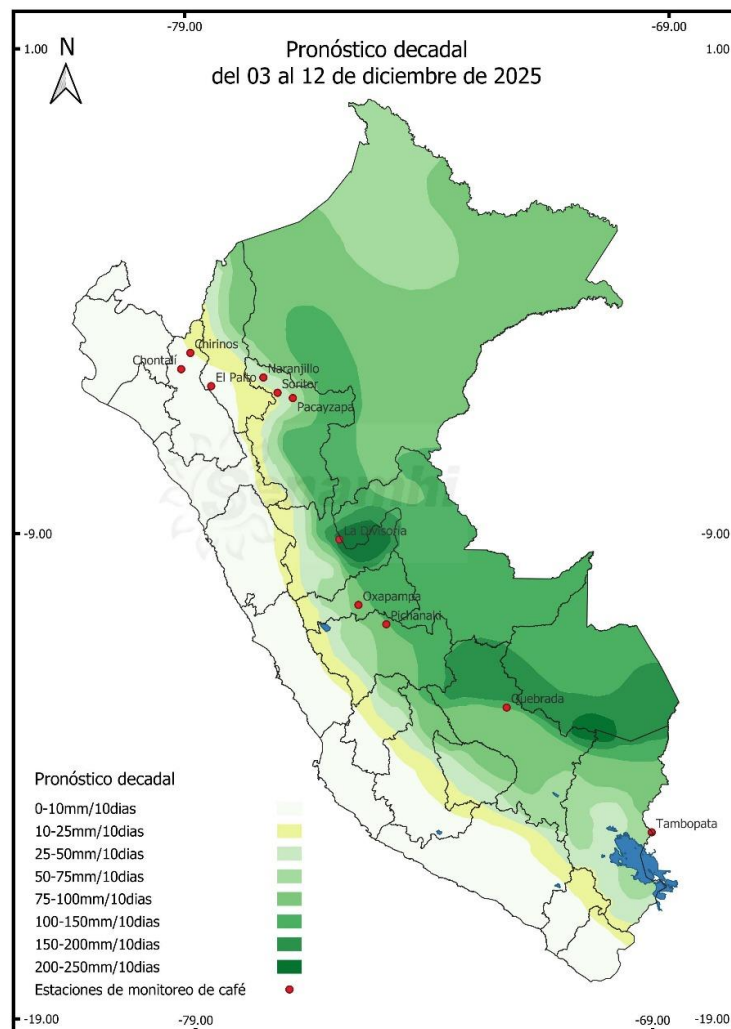 -79.00
-69.00
1.00
1.00
N
Pronóstico decadal
del 03 al 12 de diciembre de 2025
Chirinos
Chontalí
El Palto
Naranjillo
Soritor
Pacayzapa
Senamhi
-9.00
-9.00
La Divisoria
Oxapampa
Pichanaki
Quebrada
Tambopata
Pronóstico decadal
0-10mm/10dias
10-25mm/10dias
25-50mm/10dias
50-75mm/10dias
75-100mm/10dias
100-150mm/10dias
150-200mm/10dias
200-250mm/10dias
Estaciones de monitoreo de café
-19.00
-19.00
-79.00
-69.00